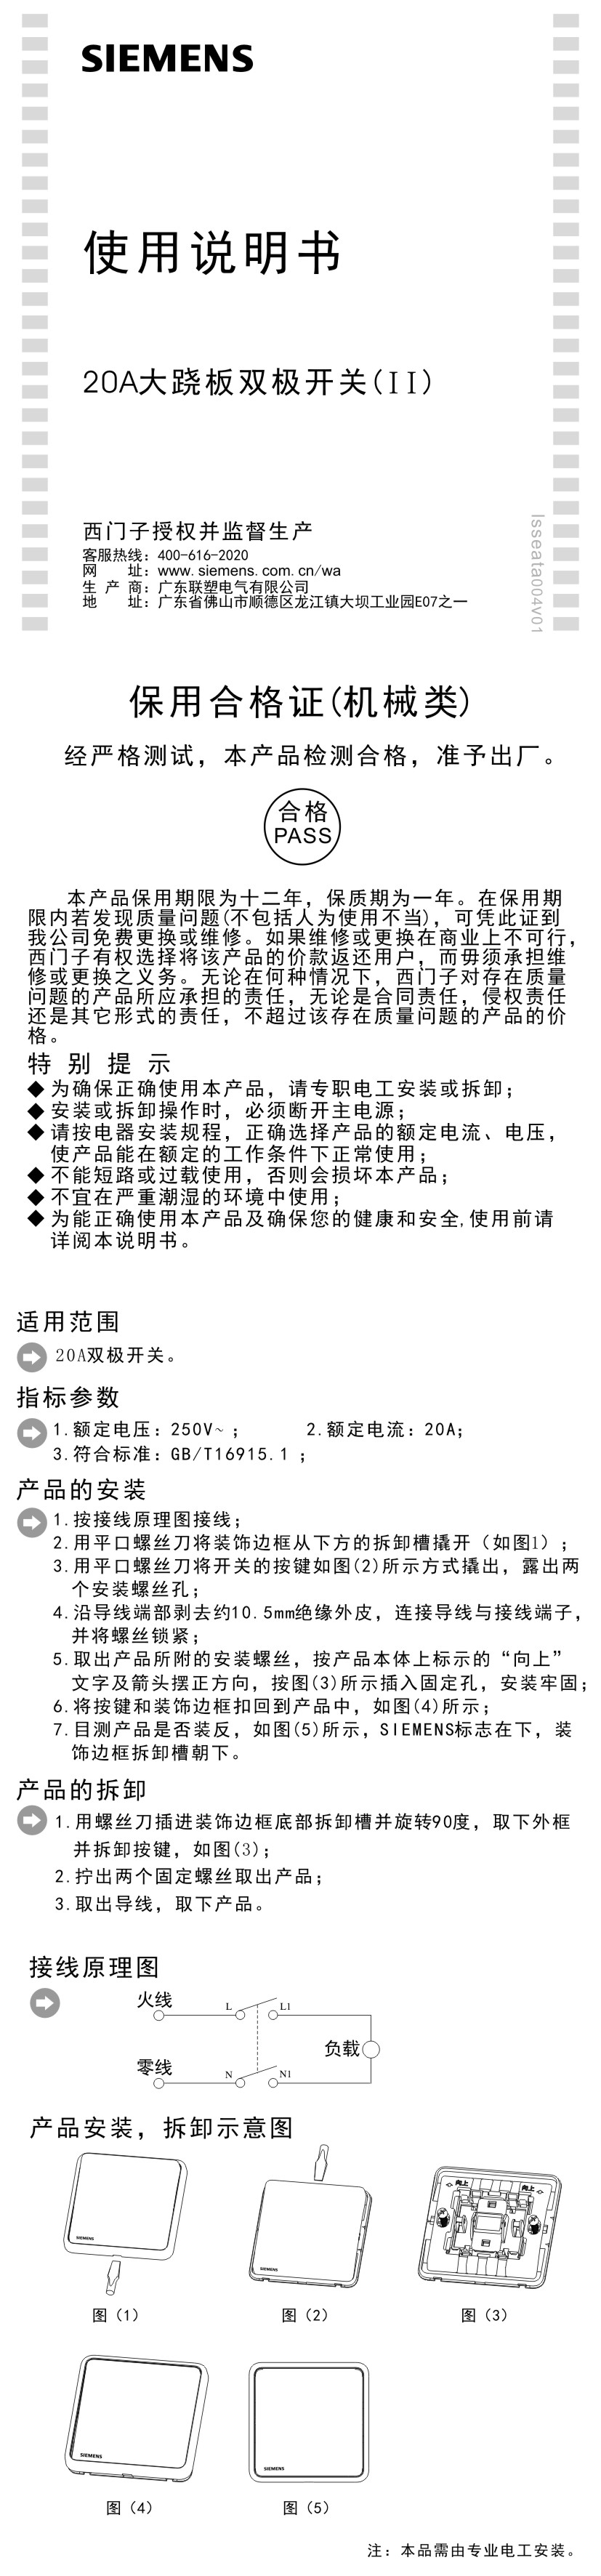 SIEMENS
使用说明书
20A大跷板双极开关(II)
西门子授权并监督生产
客服热线：400-616-2020
网 址：www.siemens.com.cn/wa
生 产 商：广东联塑电气有限公司
地 址：广东省佛山市顺德区龙江镇大坝工业园E07之一
lsseata004v01
保用合格证(机械类)
经严格测试，本产品检测合格，准予出厂。
合格
PASS
本产品保用期限为十二年，保质期为一年。在保用期
限内若发现质量问题(不包括人为使用不当)，可凭此证到
我公司免费更换或维修。如果维修或更换在商业上不可行，
西门子有权选择将该产品的价款返还用户，而毋须承担维
修或更换之义务。无论在何种情况下，西门子对存在质量
问题的产品所应承担的责任，无论是合同责任，侵权责任
还是其它形式的责任，不超过该存在质量问题的产品的价
格。
特 别 提 示
◆ 为确保正确使用本产品，请专职电工安装或拆卸；
◆ 安装或拆卸操作时，必须断开主电源；
◆ 请按电器安装规程，正确选择产品的额定电流、电压，
使产品能在额定的工作条件下正常使用；
◆ 不能短路或过载使用，否则会损坏本产品；
◆ 不宜在严重潮湿的环境中使用；
◆ 为能正确使用本产品及确保您的健康和安全,使用前请
详阅本说明书。
适用范围
20A双极开关。
指标参数
1.额定电压：250V~； 2.额定电流：20A；
3.符合标准：GB/T16915.1；
产品的安装
1.按接线原理图接线；
2.用平口螺丝刀将装饰边框从下方的拆卸槽撬开（如图1）；
3.用平口螺丝刀将开关的按键如图(2)所示方式撬出，露出两
个安装螺丝孔；
4.沿导线端部剥去约10.5mm绝缘外皮，连接导线与接线端子，
并将螺丝锁紧；
5.取出产品所附的安装螺丝，按产品本体上标示的“向上”
文字及箭头摆正方向，按图(3)所示插入固定孔，安装牢固；
6.将按键和装饰边框扣回到产品中，如图(4)所示；
7.目测产品是否装反，如图(5)所示，SIEMENS标志在下，装
饰边框拆卸槽朝下。
产品的拆卸
1.用螺丝刀插进装饰边框底部拆卸槽并旋转90度，取下外框
并拆卸按键，如图(3)；
2.拧出两个固定螺丝取出产品；
3.取出导线，取下产品。
接线原理图
火线
L
L1
负载
零线
N
N1
产品安装，拆卸示意图
SIEMENS
SIEMENS
向上
向上
图（1）
图（2）
图（3）
SIEMENS
SIEMENS
图（4）
图（5）
注：本品需由专业电工安装。